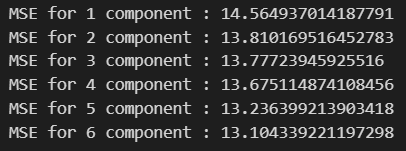 MSE for 1 component : 14.564937014187791
MSE for 2 component : 13.810169516452783
MSE for 3 component : 13.77723945925516
MSE for 4 component : 13.675114874108456
MSE for 5 component : 13.236399213903418
MSE for 6 component : 13.104339221197298